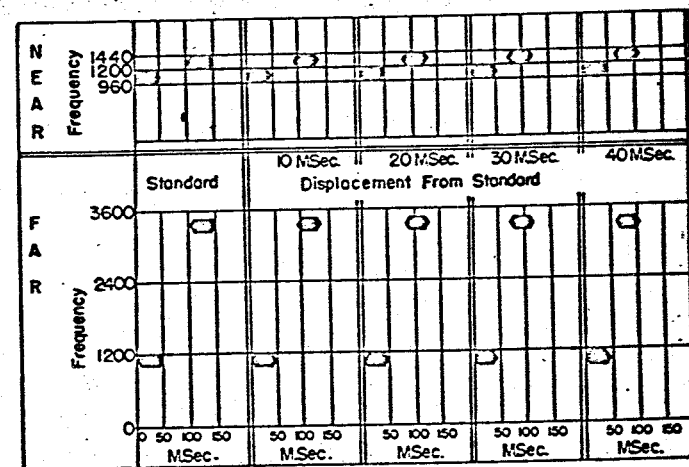 NEAR
Frequency
1440
1200
960
10 MSec. 20 MSec. 30 MSec. 40 MSec.
Standard Displacement From Standard
FAR
Frequency
3600
2400
1200
0
0 50 100 150 50 100 150 50 100 150 50 100 150 50 100 150
MSec. MSec. MSec. MSec. MSec.